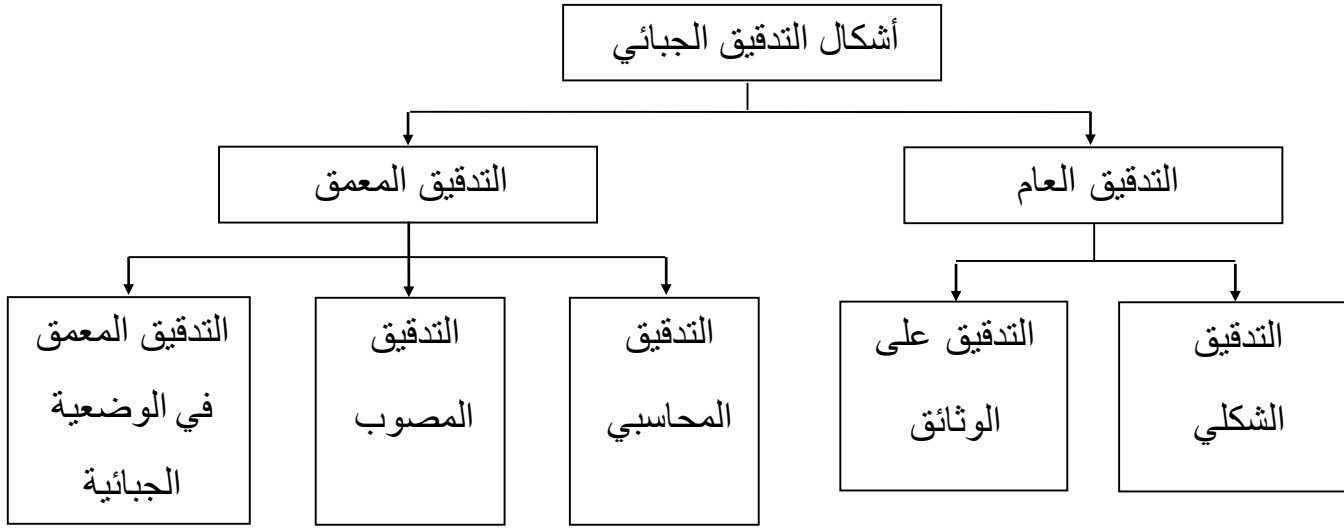 أشكال التدقيق الجبائي
التدقيق العام
التدقيق المعمق
التدقيق
الشكلي
التدقيق على
الوثائق
التدقيق
المحاسبي
التدقيق
المصوب
التدقيق المعمق
في الوضعية
الجبائية